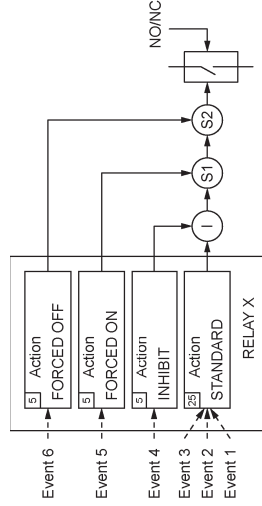 Event 6
5
Action
FORCED OFF
Event 5
5
Action
FORCED ON
Event 4
5
Action
INHIBIT
Event 3
Event 2
Event 1
25
Action
STANDARD
RELAY X
I
S1
S2
NO/NC